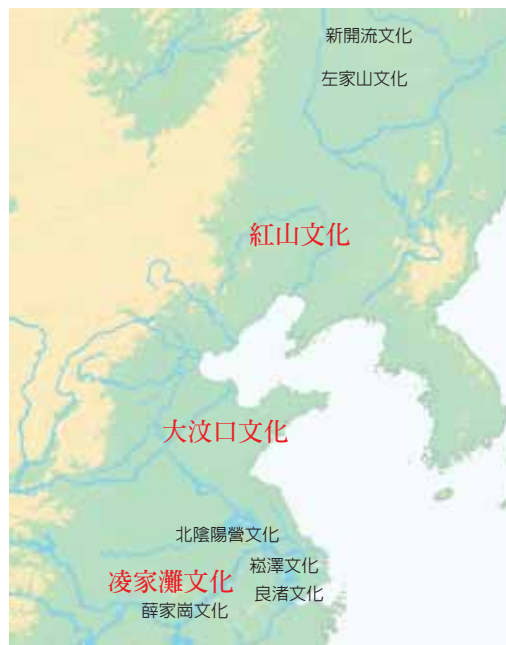 新開流文化
左家山文化
紅山文化
大汶口文化
北陰陽營文化
崧澤文化
凌家灘文化
良渚文化
薛家崗文化